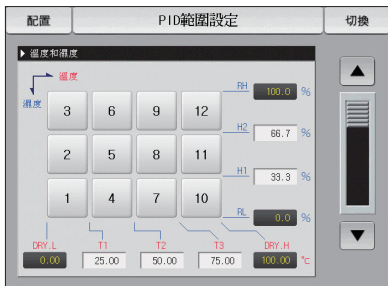 配置 PID範圍設定 切換
溫度和濕度
溫度
濕度
RH 100.0 %
3 6 9 12
H2 66.7 %
2 5 8 11
H1 33.3 %
1 4 7 10
RL 0.0 %
DRY.L T1 T2 T3 DRY.H
0.00 25.00 50.00 75.00 100.00 ℃